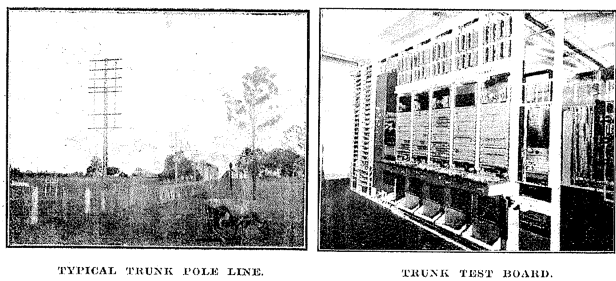 TYPICAL TRUNK POLE LINE.
TRUNK TEST BOARD.